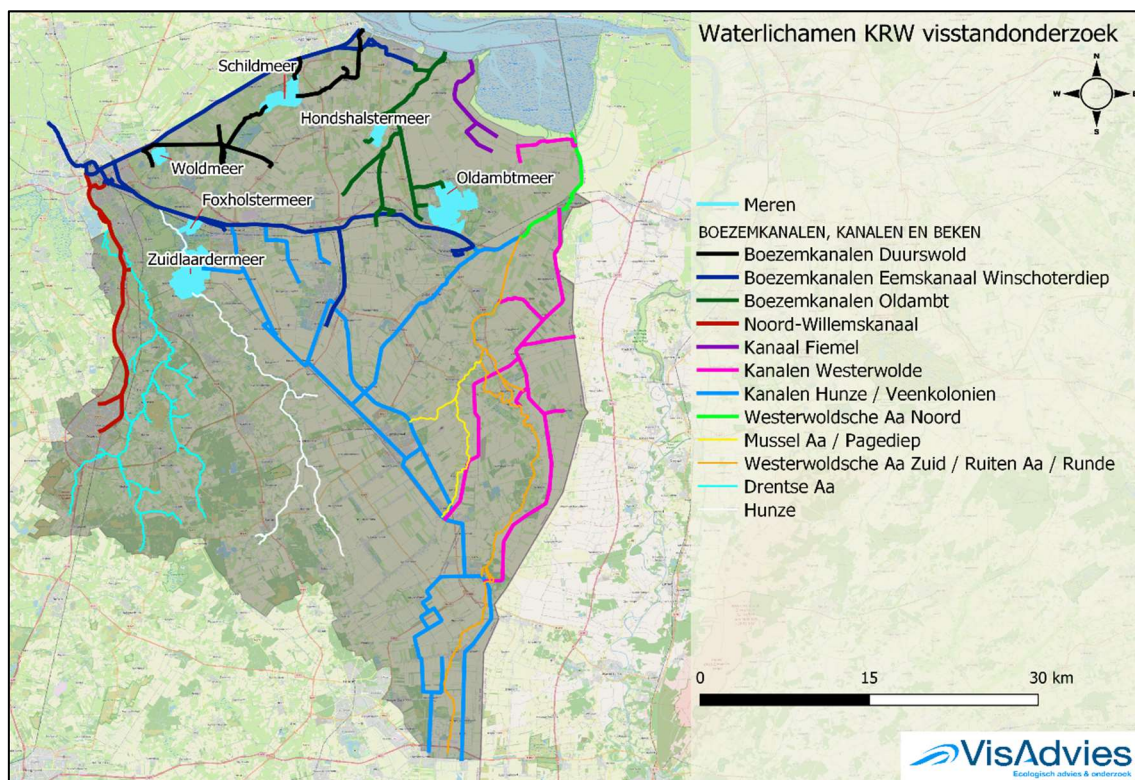 Waterlichamen KRW visstandonderzoek
N
W
E
S
Schildmeer
Hondshalstermeer
Woldmeer
Oldambtmeer
Foxholstermeer
Zuidlaardermeer
Meren
BOEZEMKANALEN, KANALEN EN BEKEN
Boezemkanalen Duurswold
Boezemkanalen Eemskanaal Winschoterdiep
Boezemkanalen Oldambt
Noord-Willemskanaal
Kanaal Fiemel
Kanalen Westerwolde
Kanalen Hunze / Veenkolonien
Westerwoldsche Aa Noord
Mussel Aa / Pagediep
Westerwoldsche Aa Zuid / Ruiten Aa / Runde
Drentse Aa
Hunze
0 15 30 km
VisAdvies
Ecologisch advies & onderzoek